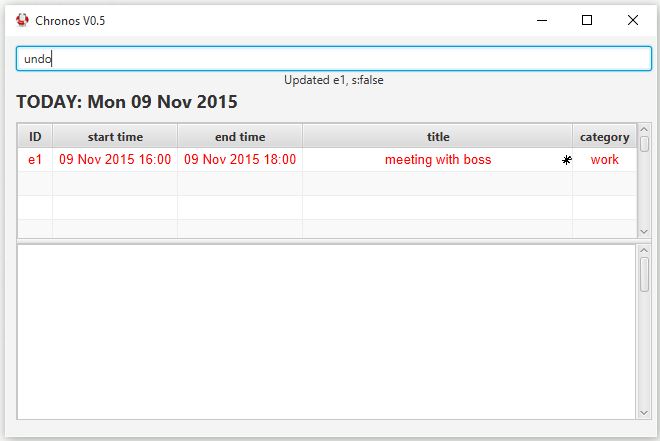 Chronos V0.5
undo
Updated e1, s:false
TODAY: Mon 09 Nov 2015
ID start time end time title category
e1 09 Nov 2015 16:00 09 Nov 2015 18:00 meeting with boss * work